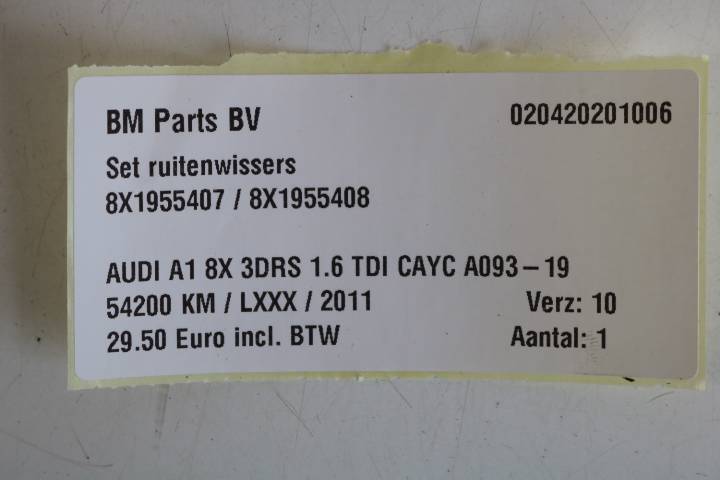 BM Parts BV 020420201006
Set ruitenwissers
8X1955407 / 8X1955408
AUDI A1 8X 3DRS 1.6 TDI CAYC A093-19
54200 KM / LXXX / 2011 Verz: 10
29.50 Euro incl. BTW Aantal: 1